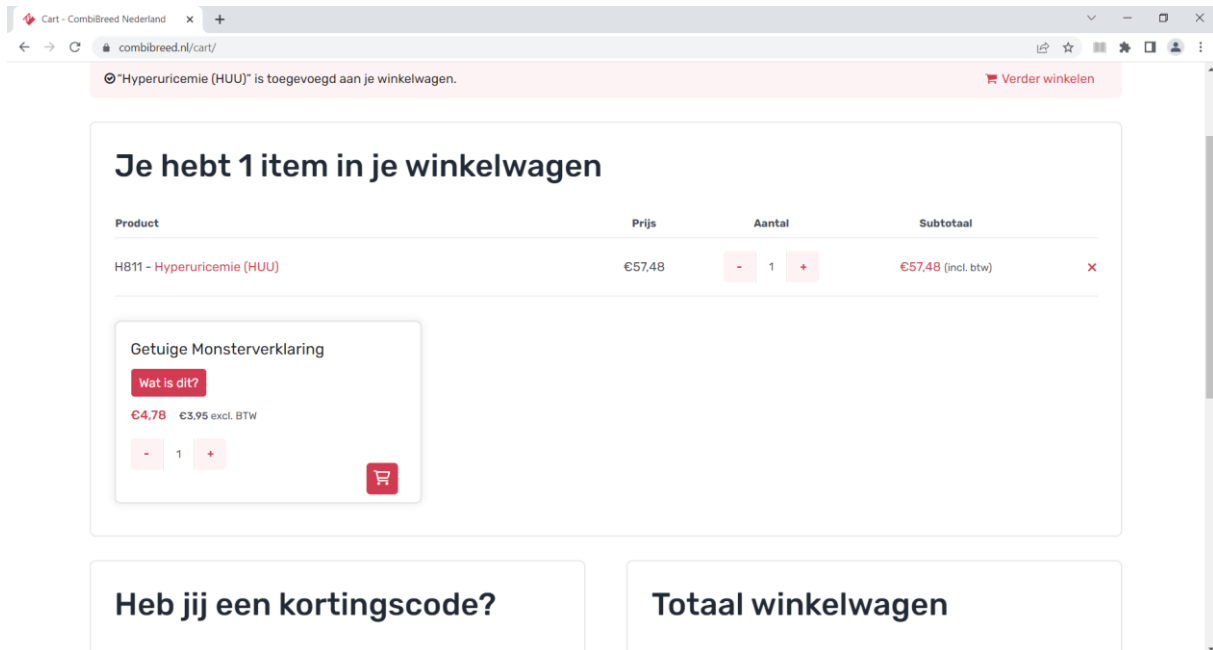 Cart - CombiBreed Nederland
combibreed.nl/cart/
"Hyperuricemie (HUU)" is toegevoegd aan je winkelwagen.
Verder winkelen
Je hebt 1 item in je winkelwagen
Product Prijs Aantal Subtotaal
H811 - Hyperuricemie (HUU) €57,48 - 1 + €57,48 (incl. btw) ×
Getuige Monsterverklaring
Wat is dit?
€4,78 €3,95 excl. BTW
- 1 +
Heb jij een kortingscode?
Totaal winkelwagen